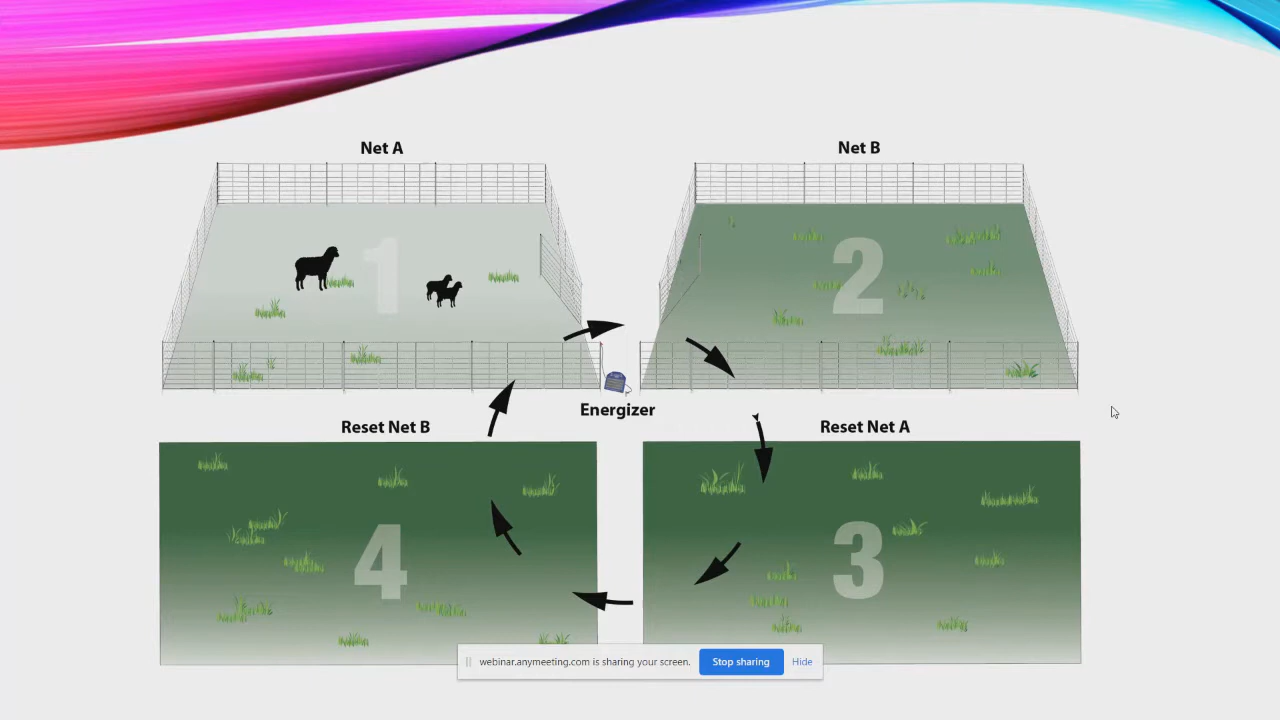 Net A
Net B
1
2
Energizer
Reset Net B
Reset Net A
4
3
webinar.anymeeting.com is sharing your screen.
Stop sharing
Hide